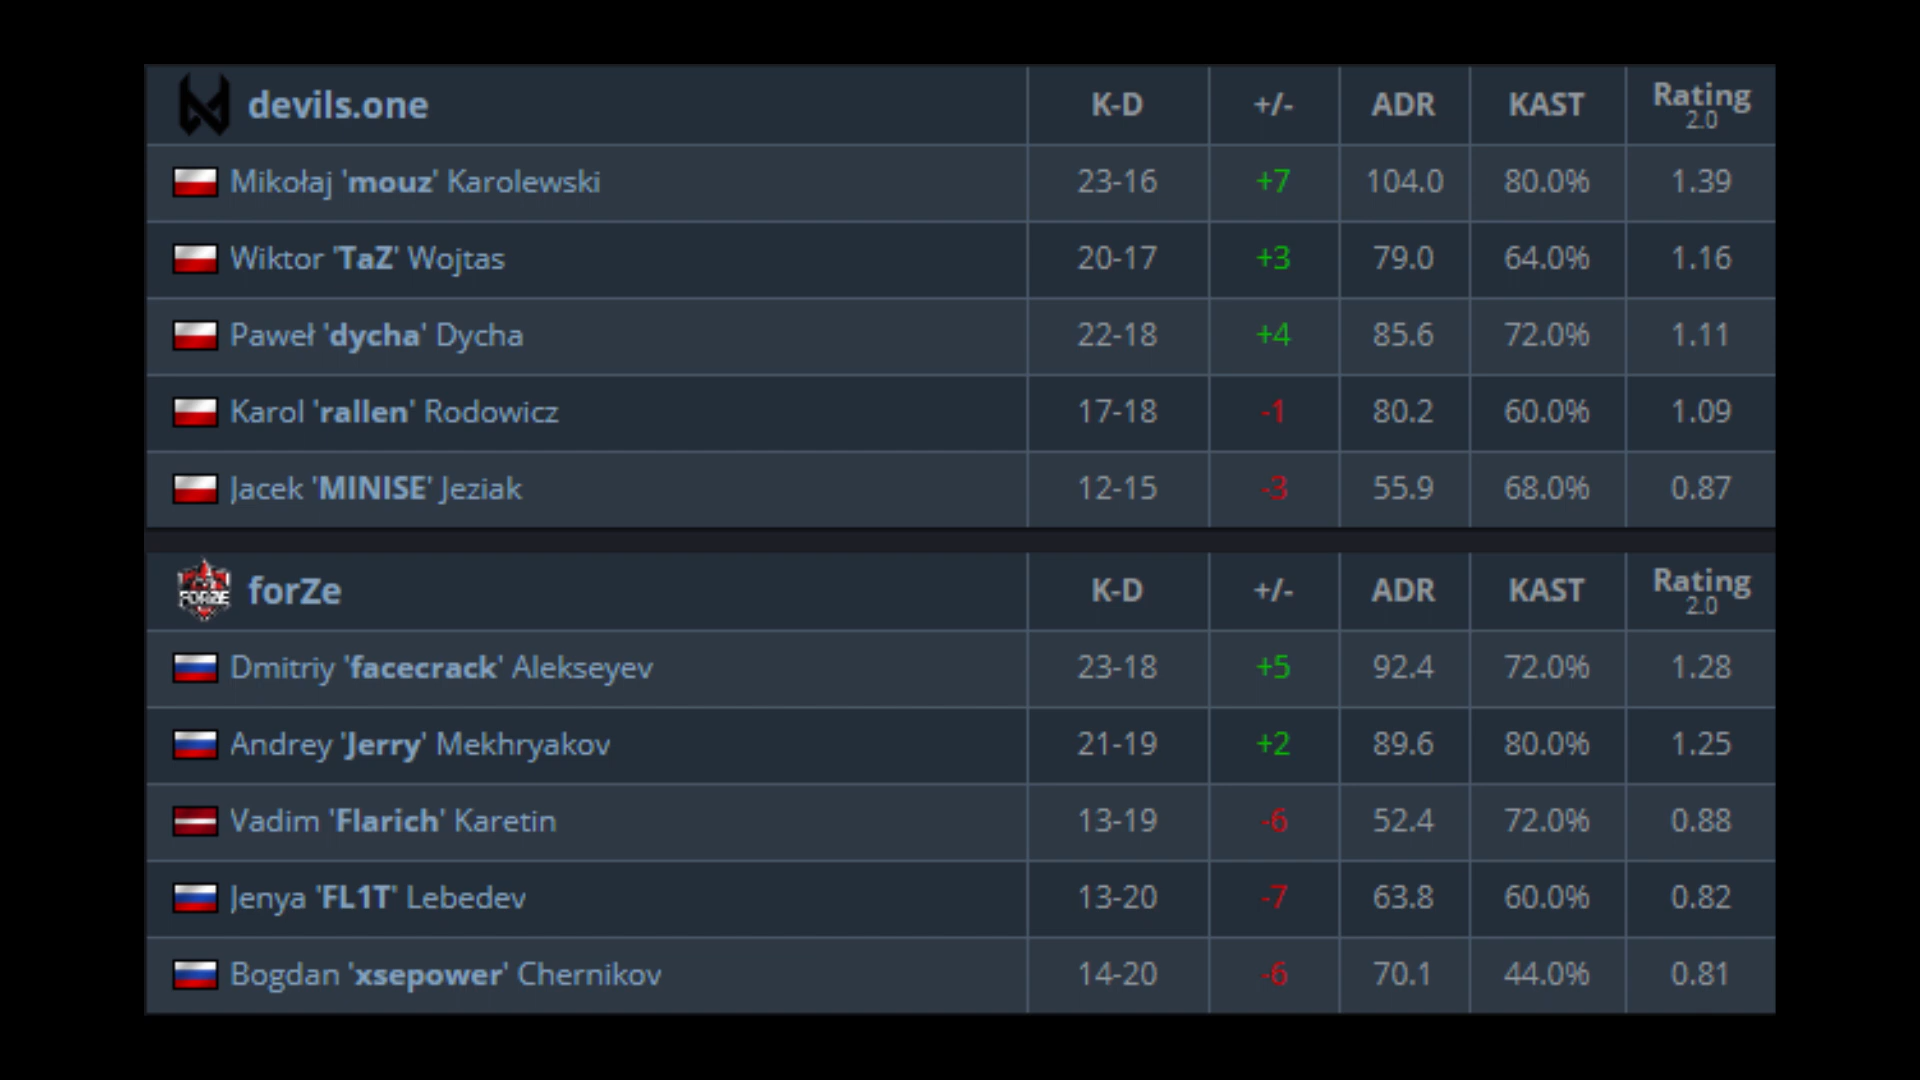 devils.one K-D +/- ADR KAST Rating 2.0
Mikołaj 'mouz' Karolewski 23-16 +7 104.0 80.0% 1.39
Wiktor 'TaZ' Wojtas 20-17 +3 79.0 64.0% 1.16
Paweł 'dycha' Dycha 22-18 +4 85.6 72.0% 1.11
Karol 'rallen' Rodowicz 17-18 -1 80.2 60.0% 1.09
Jacek 'MINISE' Jeziak 12-15 -3 55.9 68.0% 0.87
FORZE forZe K-D +/- ADR KAST Rating 2.0
Dmitriy 'facecrack' Alekseyev 23-18 +5 92.4 72.0% 1.28
Andrey 'Jerry' Mekhryakov 21-19 +2 89.6 80.0% 1.25
Vadim 'Flarich' Karetin 13-19 -6 52.4 72.0% 0.88
Jenya 'FL1T' Lebedev 13-20 -7 63.8 60.0% 0.82
Bogdan 'xsepower' Chernikov 14-20 -6 70.1 44.0% 0.81